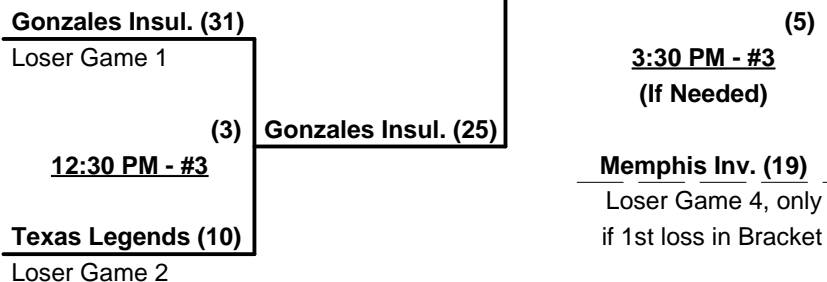 Gonzales Insul. (31)
Loser Game 1
(3)
12:30 PM - #3
Texas Legends (10)
Loser Game 2
Gonzales Insul. (25)
(5)
3:30 PM - #3
(If Needed)
Memphis Inv. (19)
Loser Game 4, only
if 1st loss in Bracket